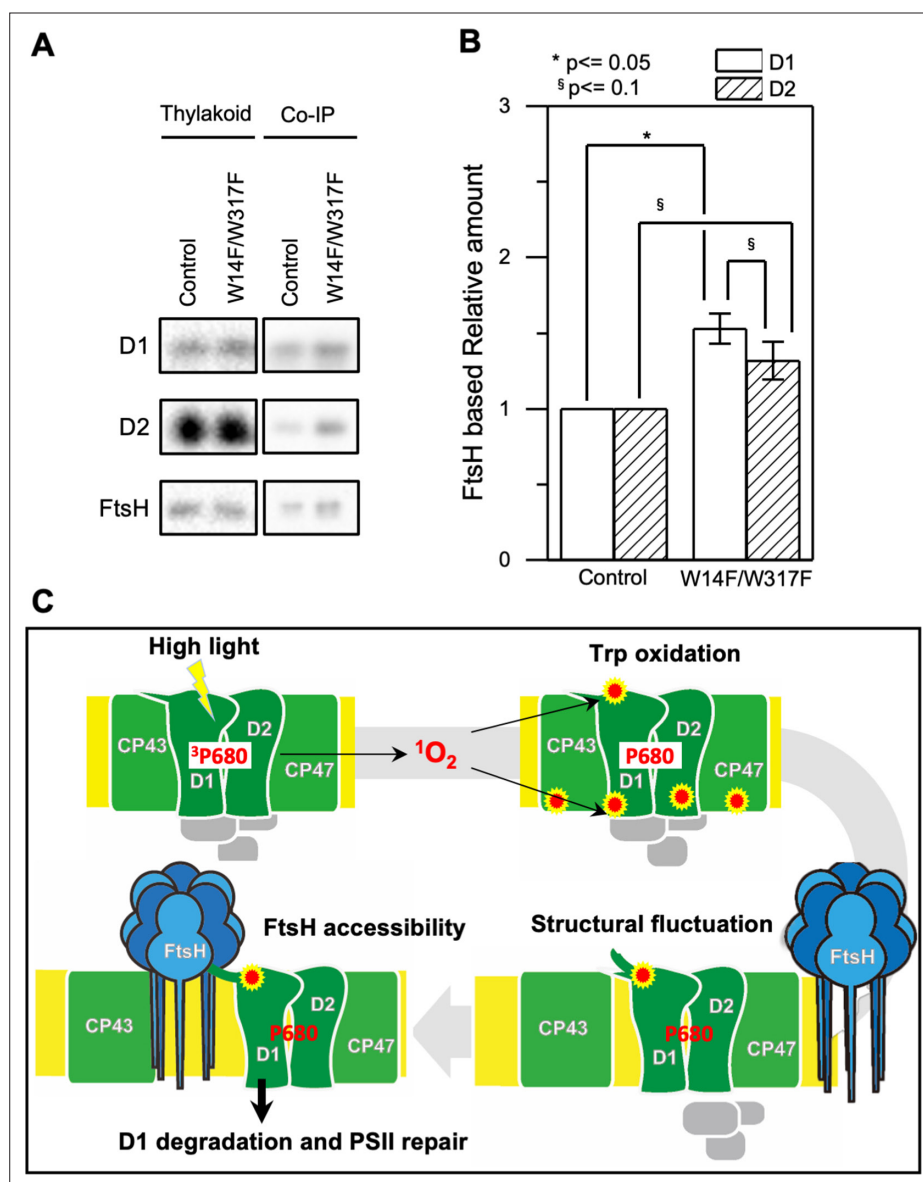 A
Thylakoid Co-IP
Control W14F/W317F Control W14F/W317F
D1
D2
FtsH
B
* p<= 0.05
§ p<= 0.1
D1
D2
FtsH based Relative amount
3
2
1
0
*
§
§
Control W14F/W317F
C
High light
CP43 ³P680 D1 D2 CP47
¹O₂
Trp oxidation
CP43 P680 D1 D2 CP47
FtsH
FtsH accessibility
CP43 P680 D1 D2 CP47
D1 degradation and PSII repair
Structural fluctuation
FtsH
CP43 P680 D1 D2 CP47